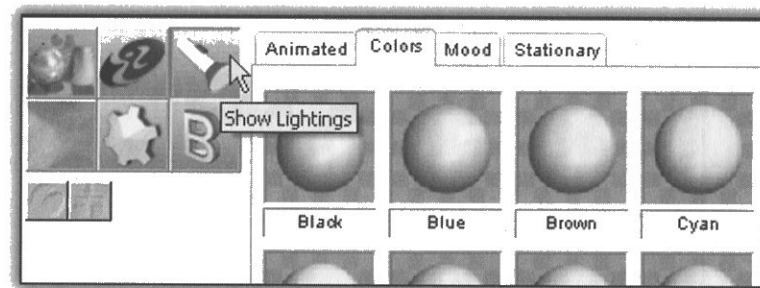 Animated Colors Mood Stationary
Show Lightings
Black Blue Brown Cyan